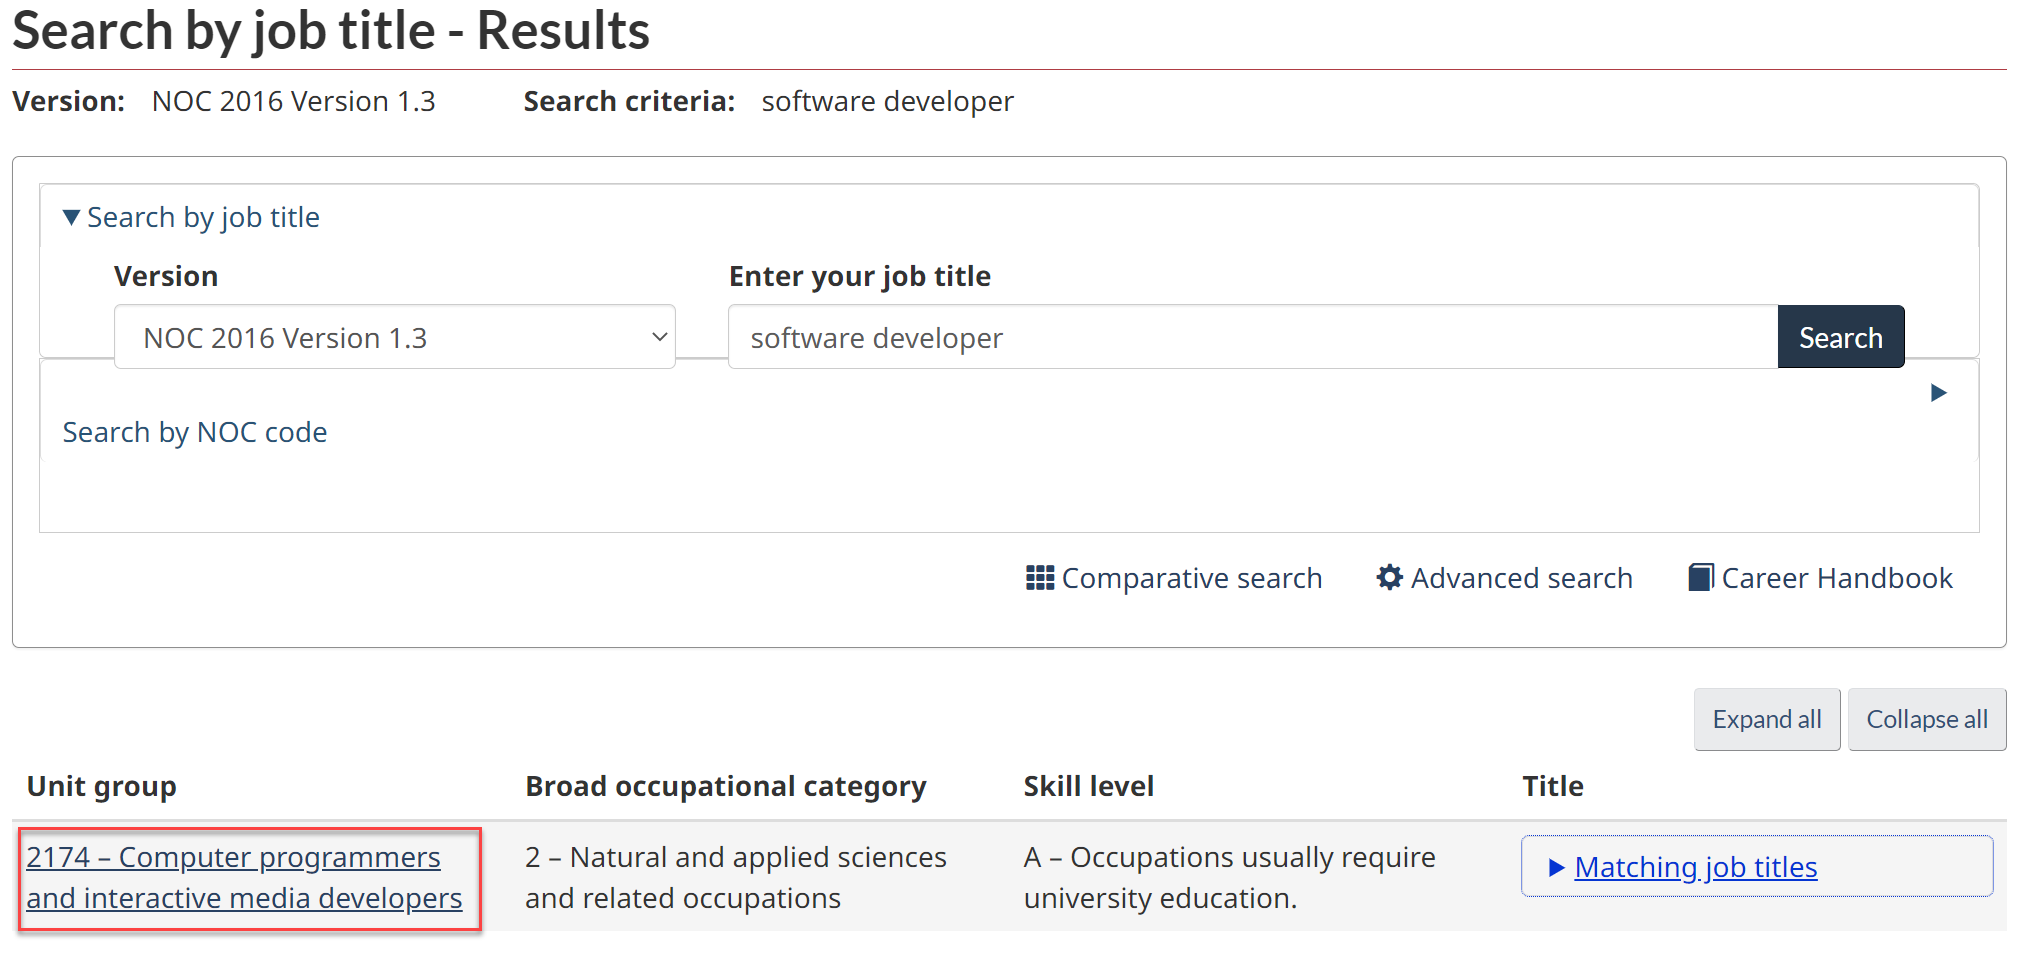 Search by job title - Results
Version: NOC 2016 Version 1.3 Search criteria: software developer
Search by job title
Version Enter your job title
NOC 2016 Version 1.3 software developer Search
Search by NOC code
Comparative search Advanced search Career Handbook
Expand all Collapse all
Unit group Broad occupational category Skill level Title
2174 – Computer programmers 2 – Natural and applied sciences A – Occupations usually require Matching job titles
and interactive media developers and related occupations university education.